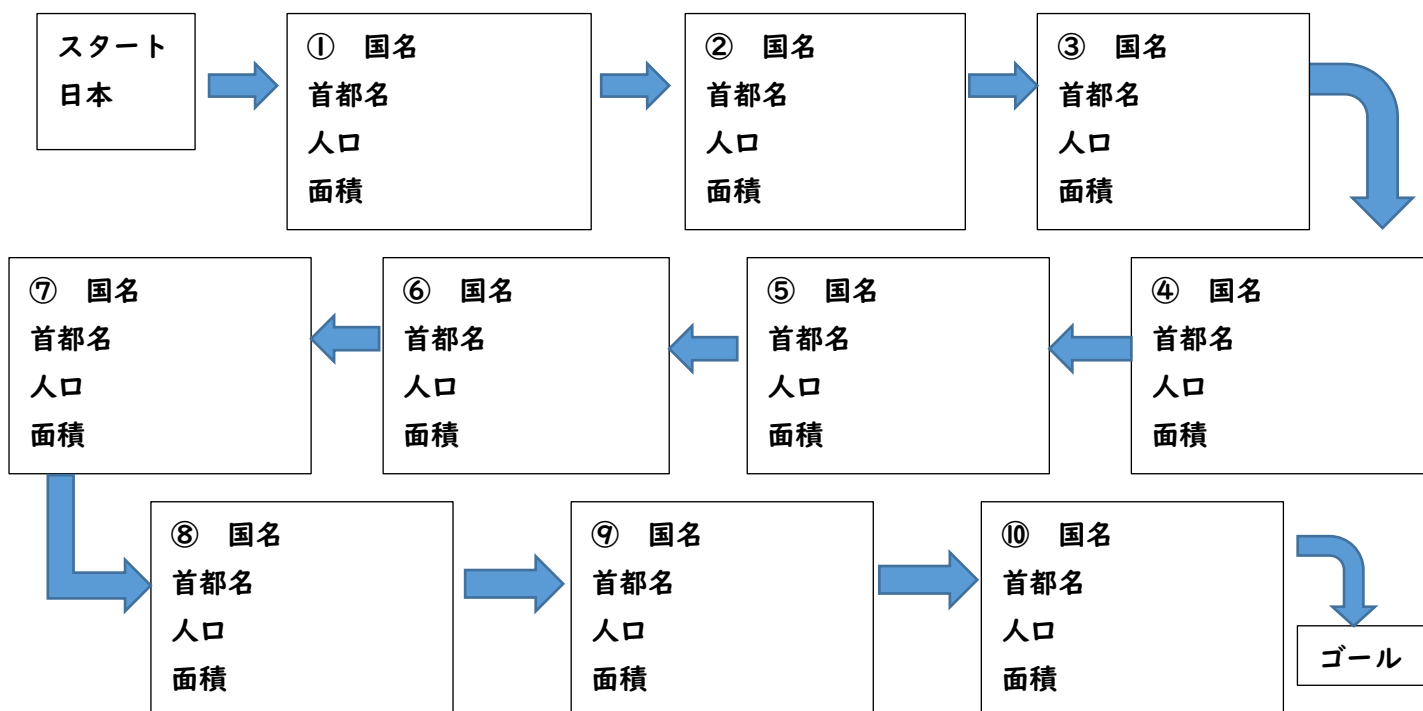 スタート
日本
① 国名
首都名
人口
面積
② 国名
首都名
人口
面積
③ 国名
首都名
人口
面積
④ 国名
首都名
人口
面積
⑤ 国名
首都名
人口
面積
⑥ 国名
首都名
人口
面積
⑦ 国名
首都名
人口
面積
⑧ 国名
首都名
人口
面積
⑨ 国名
首都名
人口
面積
⑩ 国名
首都名
人口
面積
ゴール